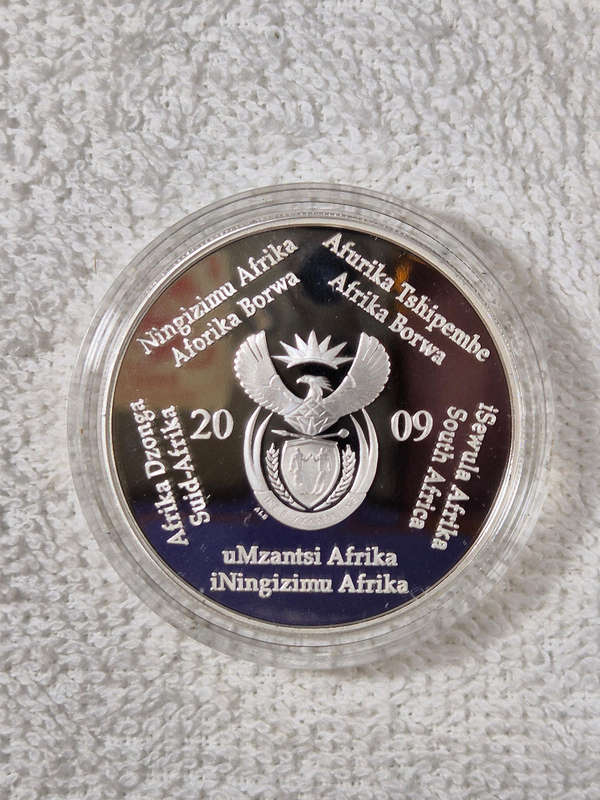 Ningizimu Afrika
Aforika Borwa
Afurika Tshipembe
Afrika Borwa
iSewula Afrika
South Africa
uMzantsi Afrika
iNingizimu Afrika
Afrika Dzonga
Suid-Afrika
20 09
ALS